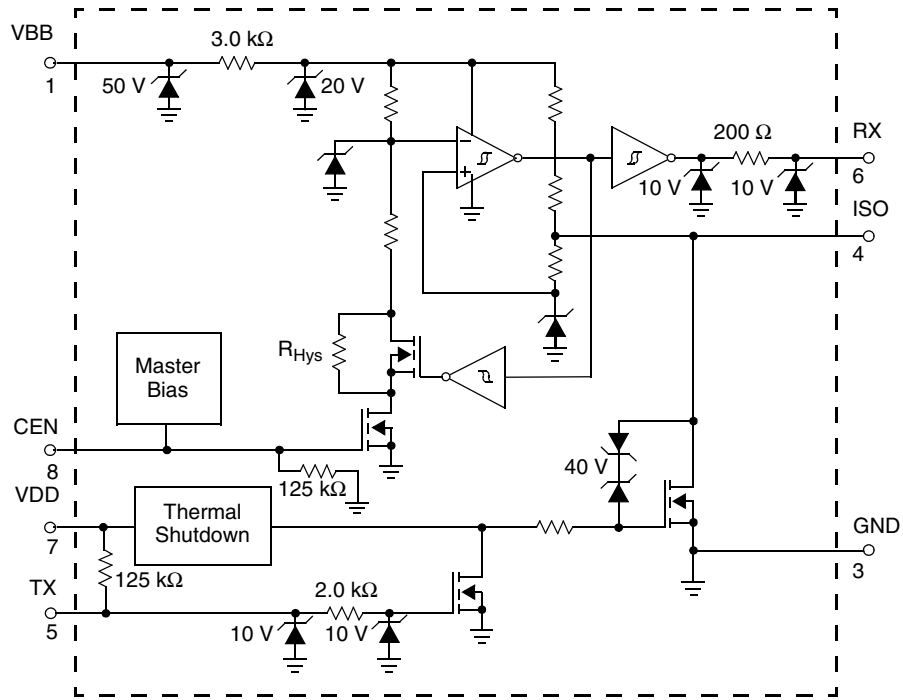 VBB
1
3.0 kΩ
50 V
20 V
200 Ω
RX
6
10 V
10 V
ISO
4
RHys
Master
Bias
CEN
8
125 kΩ
40 V
VDD
7
Thermal
Shutdown
GND
3
125 kΩ
TX
5
2.0 kΩ
10 V
10 V
−
+